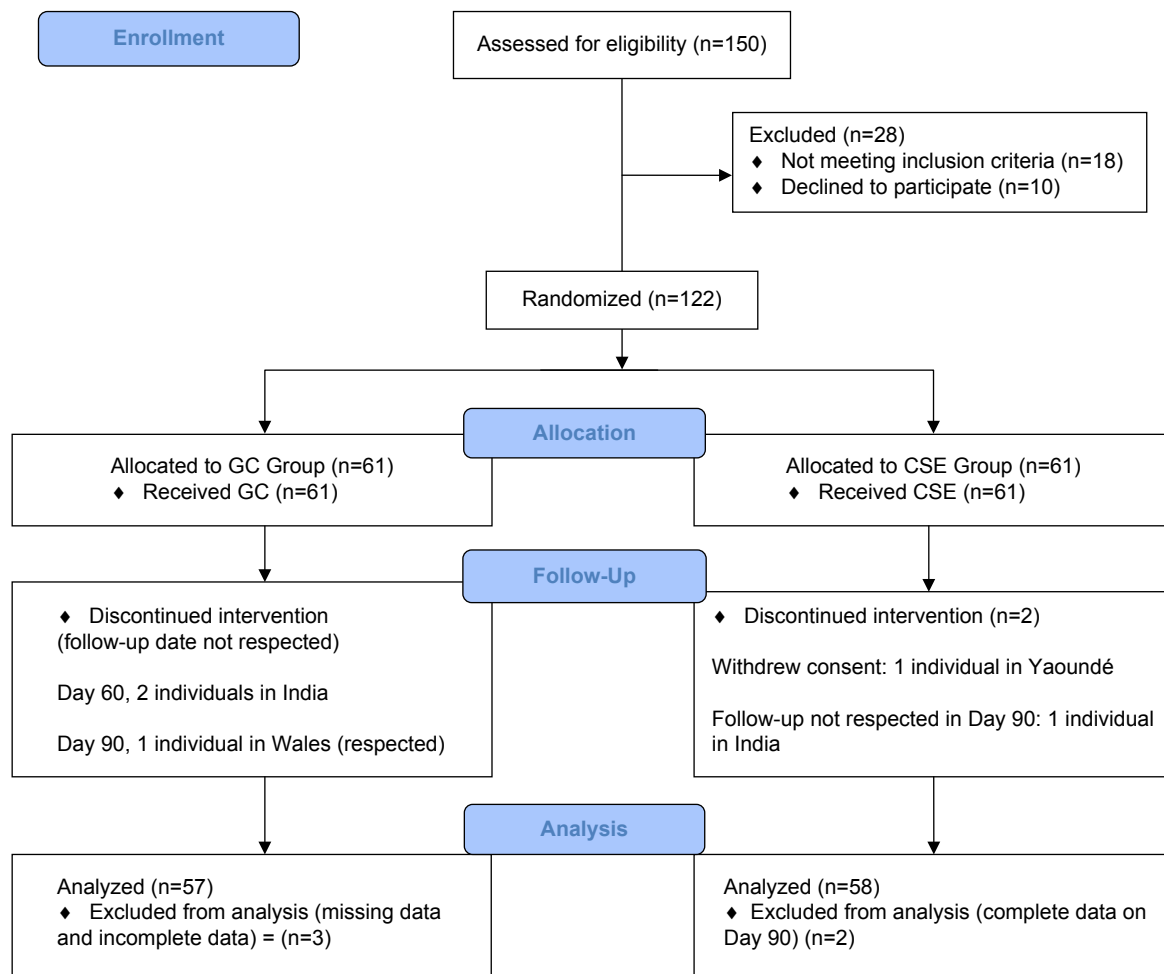 Enrollment
Assessed for eligibility (n=150)
Excluded (n=28)
♦ Not meeting inclusion criteria (n=18)
♦ Declined to participate (n=10)
Randomized (n=122)
Allocation
Allocated to GC Group (n=61)
♦ Received GC (n=61)
Allocated to CSE Group (n=61)
♦ Received CSE (n=61)
Follow-Up
♦ Discontinued intervention
(follow-up date not respected)
Day 60, 2 individuals in India
Day 90, 1 individual in Wales (respected)
♦ Discontinued intervention (n=2)
Withdrew consent: 1 individual in Yaoundé
Follow-up not respected in Day 90: 1 individual
in India
Analysis
Analyzed (n=57)
♦ Excluded from analysis (missing data
and incomplete data) = (n=3)
Analyzed (n=58)
♦ Excluded from analysis (complete data on
Day 90) (n=2)